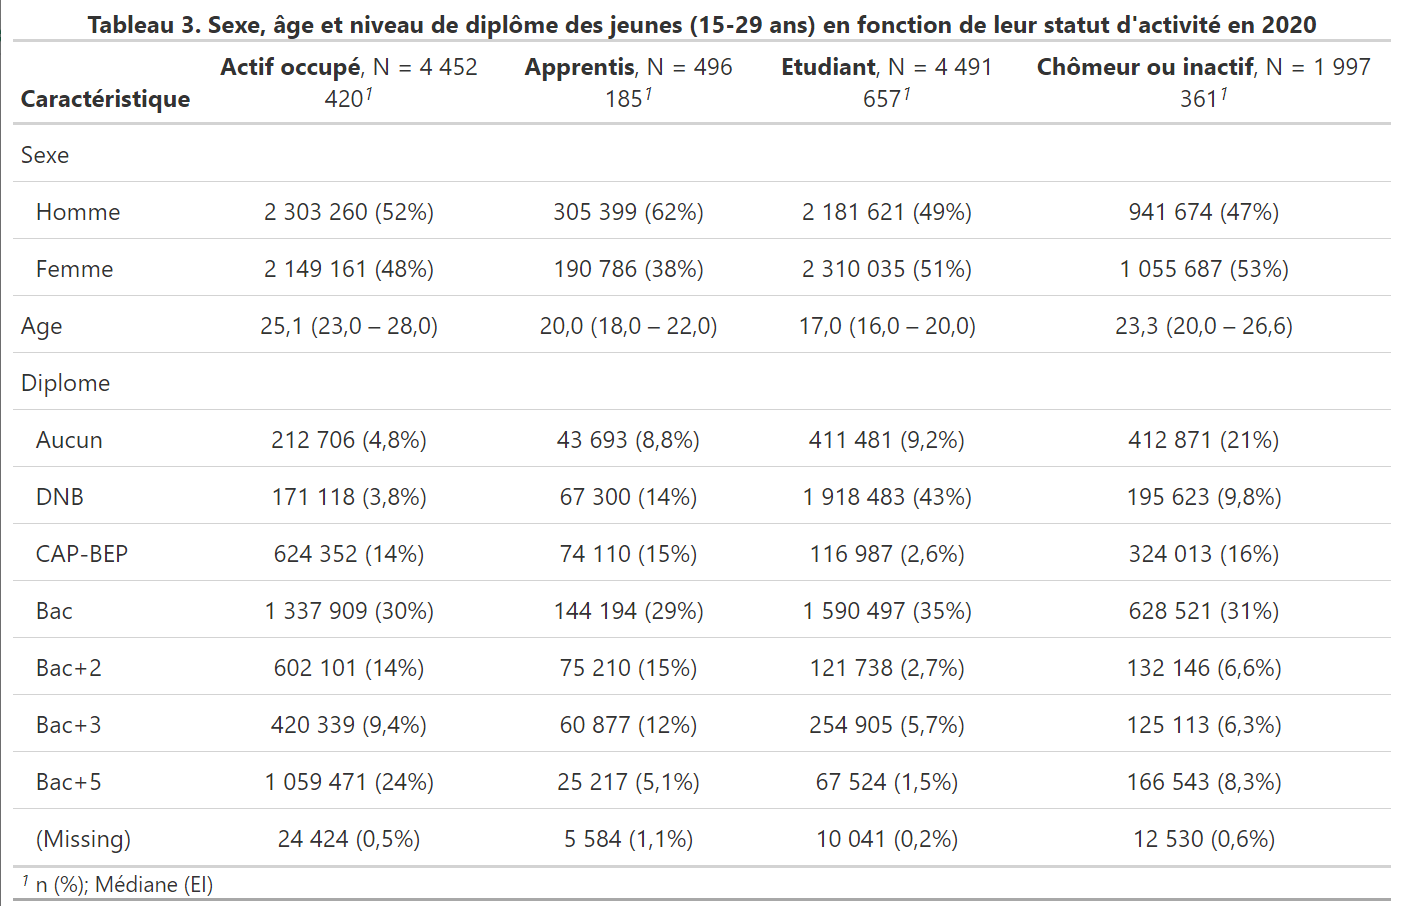 Tableau 3. Sexe, âge et niveau de diplôme des jeunes (15-29 ans) en fonction de leur statut d'activité en 2020
Caractéristique Actif occupé, N = 4 452 420¹ Apprentis, N = 496 185¹ Etudiant, N = 4 491 657¹ Chômeur ou inactif, N = 1 997 361¹
Sexe
Homme 2 303 260 (52%) 305 399 (62%) 2 181 621 (49%) 941 674 (47%)
Femme 2 149 161 (48%) 190 786 (38%) 2 310 035 (51%) 1 055 687 (53%)
Age 25,1 (23,0 – 28,0) 20,0 (18,0 – 22,0) 17,0 (16,0 – 20,0) 23,3 (20,0 – 26,6)
Diplome
Aucun 212 706 (4,8%) 43 693 (8,8%) 411 481 (9,2%) 412 871 (21%)
DNB 171 118 (3,8%) 67 300 (14%) 1 918 483 (43%) 195 623 (9,8%)
CAP-BEP 624 352 (14%) 74 110 (15%) 116 987 (2,6%) 324 013 (16%)
Bac 1 337 909 (30%) 144 194 (29%) 1 590 497 (35%) 628 521 (31%)
Bac+2 602 101 (14%) 75 210 (15%) 121 738 (2,7%) 132 146 (6,6%)
Bac+3 420 339 (9,4%) 60 877 (12%) 254 905 (5,7%) 125 113 (6,3%)
Bac+5 1 059 471 (24%) 25 217 (5,1%) 67 524 (1,5%) 166 543 (8,3%)
(Missing) 24 424 (0,5%) 5 584 (1,1%) 10 041 (0,2%) 12 530 (0,6%)
¹ n (%); Médiane (EI)